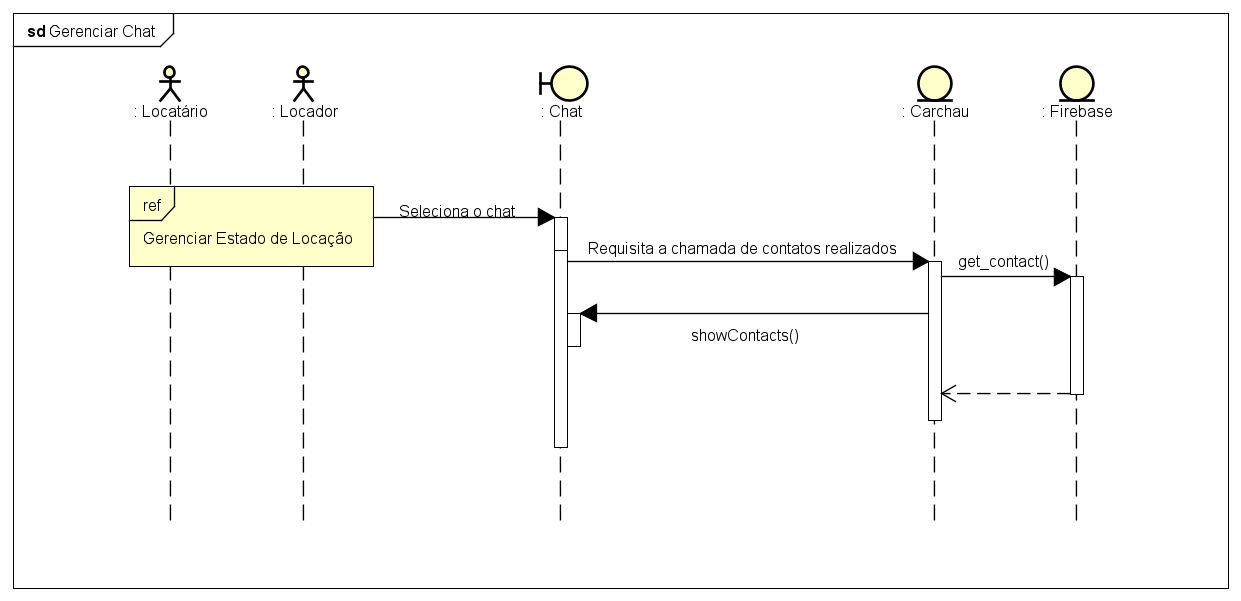 sd Gerenciar Chat
: Locatário
: Locador
: Chat
: Carchau
: Firebase
ref
Gerenciar Estado de Locação
Seleciona o chat
Requisita a chamada de contatos realizados
get_contact()
showContacts()